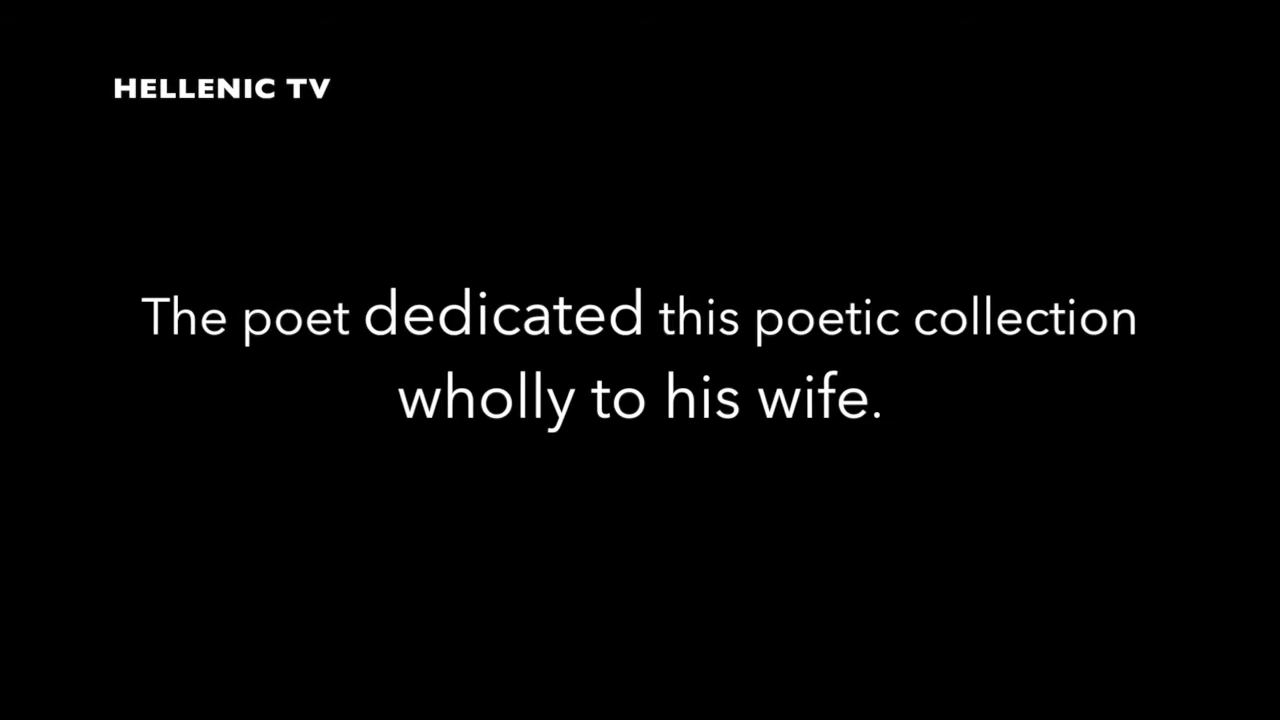 HELLENIC TV
The poet dedicated this poetic collection
wholly to his wife.